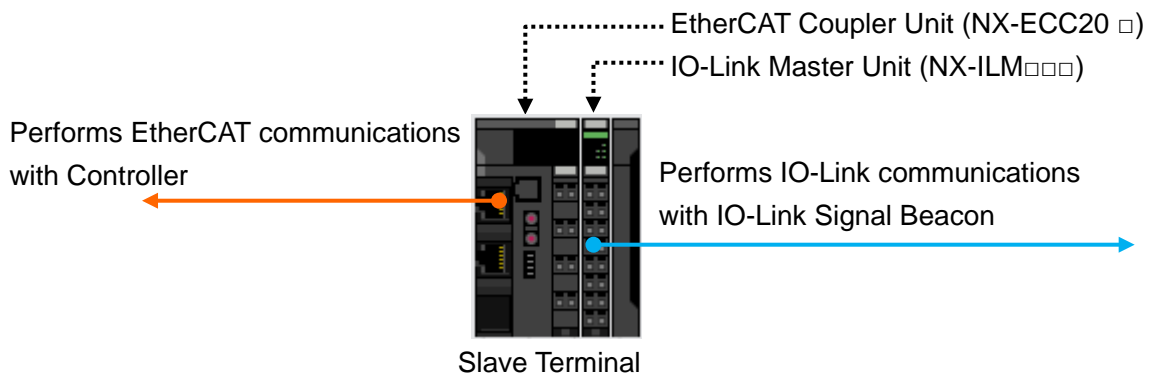 EtherCAT Coupler Unit (NX-ECC20 □)
IO-Link Master Unit (NX-ILM□□□)
Performs EtherCAT communications
with Controller
Performs IO-Link communications
with IO-Link Signal Beacon
Slave Terminal